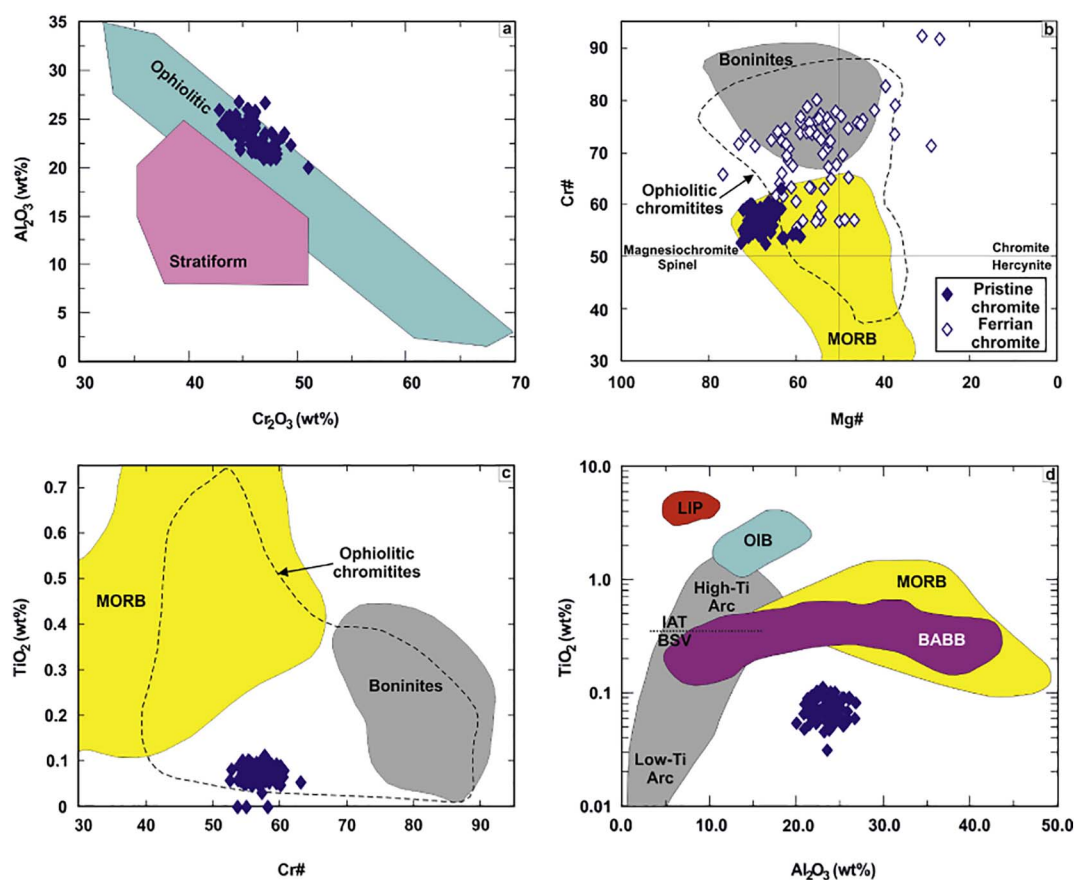 a
35
30
25
20
15
10
5
0
Al2O3 (wt%)
Ophiolitic
Stratiform
30
40
50
60
70
Cr2O3 (wt%)
b
90
80
70
60
50
40
30
Cr#
Boninites
Ophiolitic
chromitites
Magnesiochromite
Spinel
Chromite
Hercynite
Pristine
chromite
Ferrian
chromite
MORB
100
80
60
40
20
0
Mg#
c
0.7
0.6
0.5
0.4
0.3
0.2
0.1
0
TiO2 (wt%)
MORB
Ophiolitic
chromitites
Boninites
30
40
50
60
70
80
90
Cr#
d
10.0
1.0
0.1
0.01
TiO2 (wt%)
LIP
OIB
High-Ti
Arc
MORB
IAT
BSV
BABB
Low-Ti
Arc
0.0
10.0
20.0
30.0
40.0
50.0
Al2O3 (wt%)